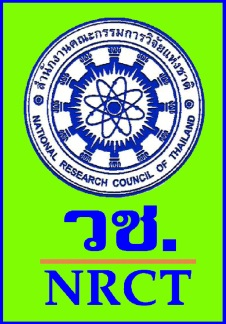 สำนักงานคณะกรรมการวิจัยแห่งชาติ
NATIONAL RESEARCH COUNCIL OF THAILAND
วช.
NRCT